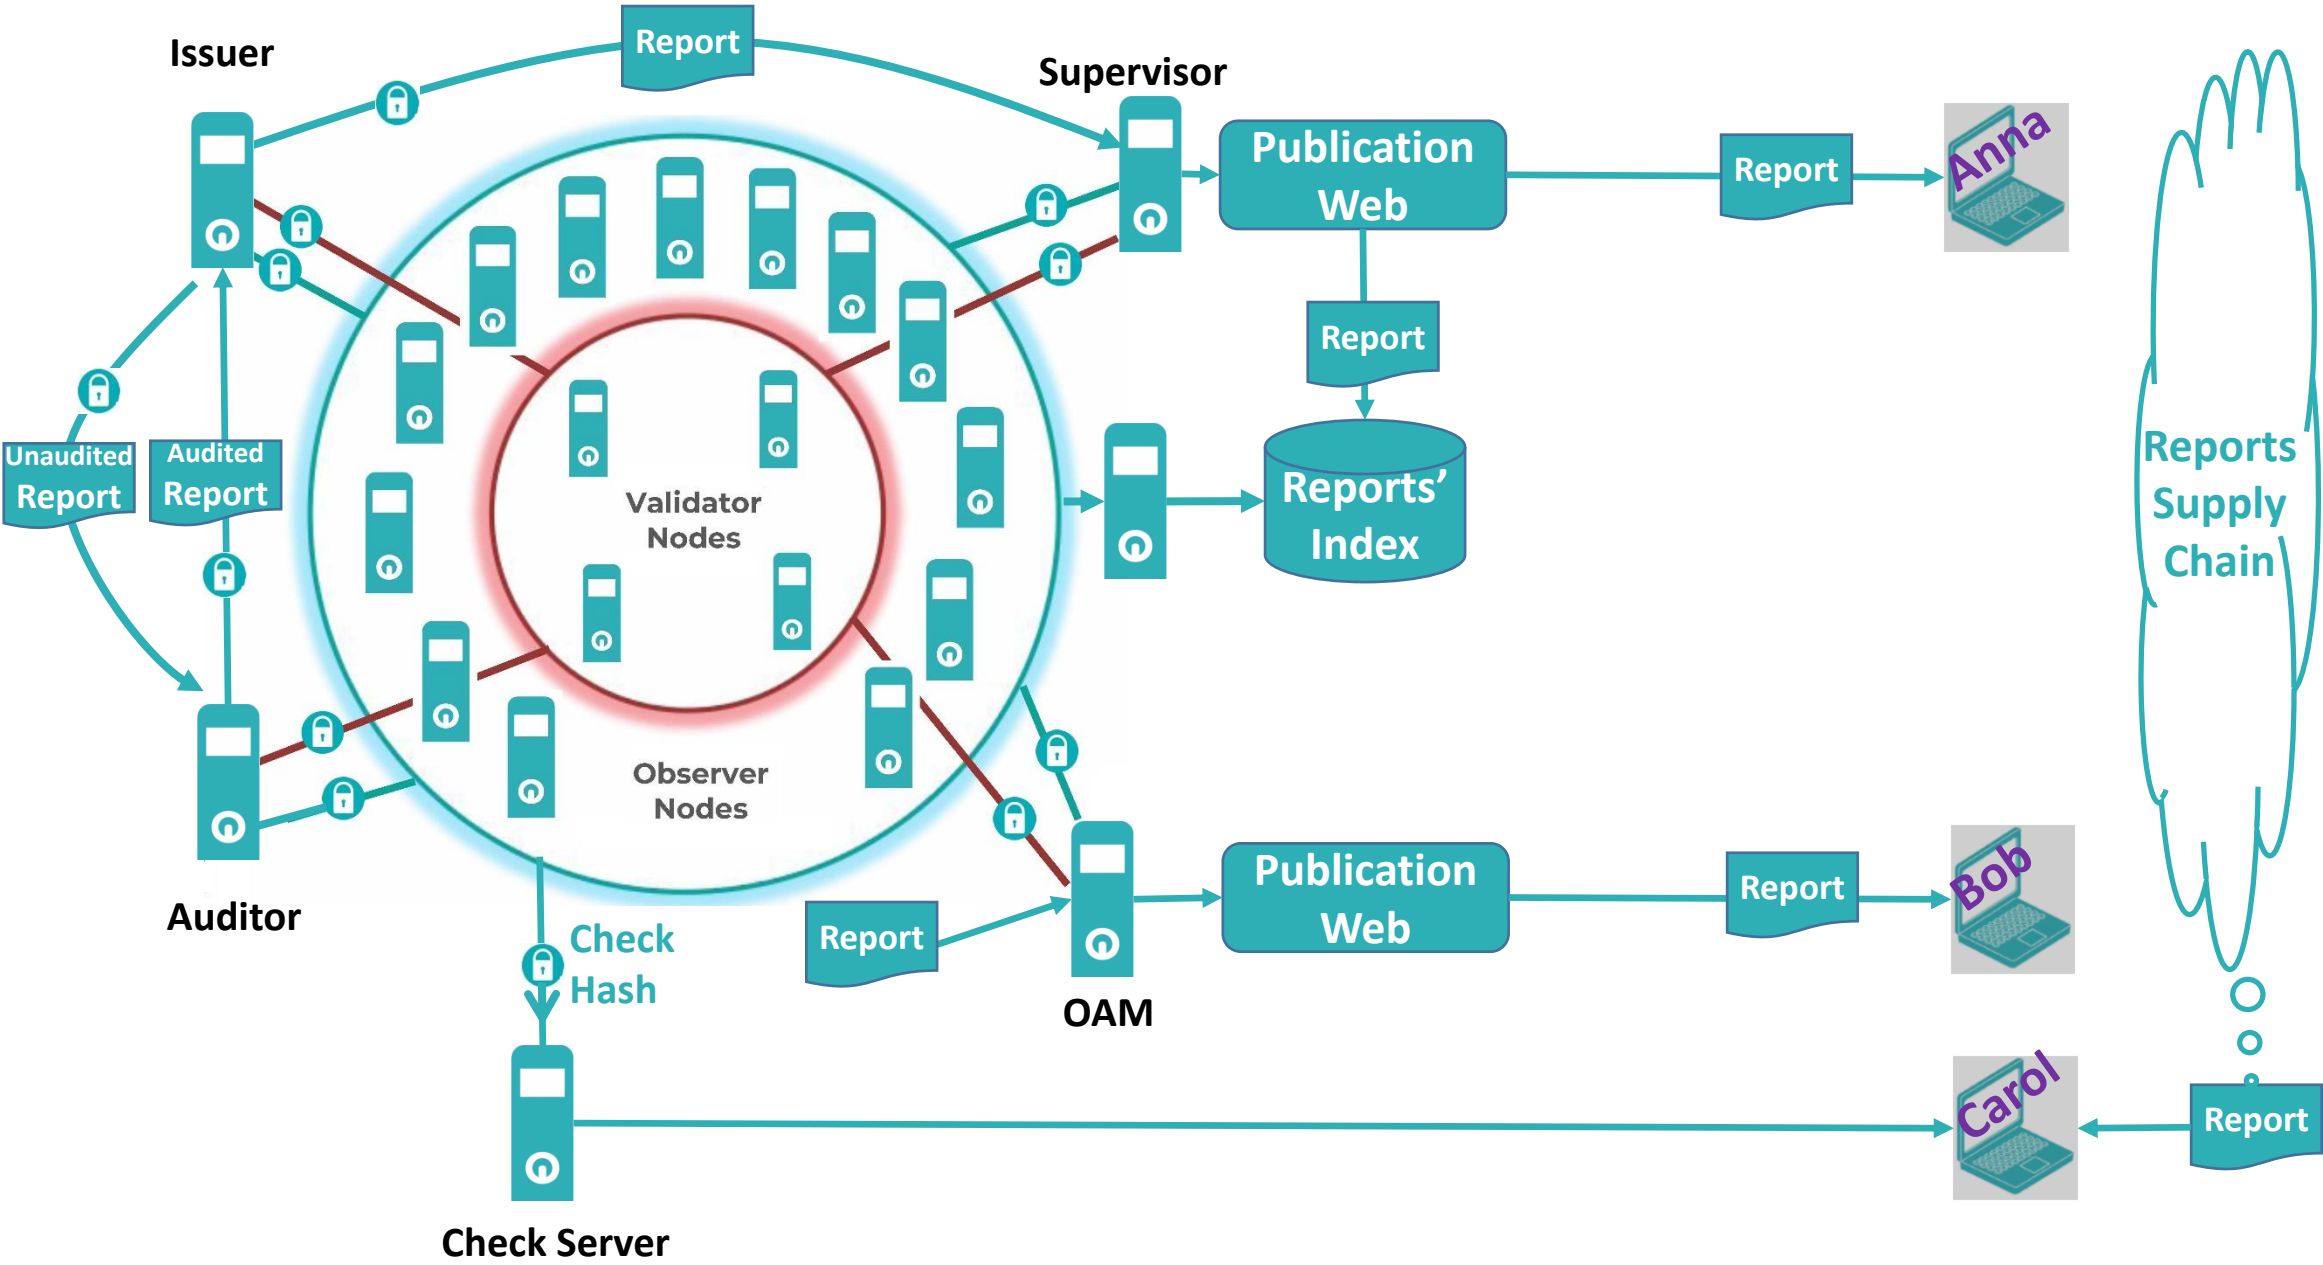 Issuer
Report
Supervisor
Publication
Web
Report
Anna
Report
Unaudited
Report
Audited
Report
Validator
Nodes
Reports’
Index
Reports
Supply
Chain
Observer
Nodes
Auditor
Check
Hash
Report
OAM
Publication
Web
Report
Bob
Carol
Report
Check Server